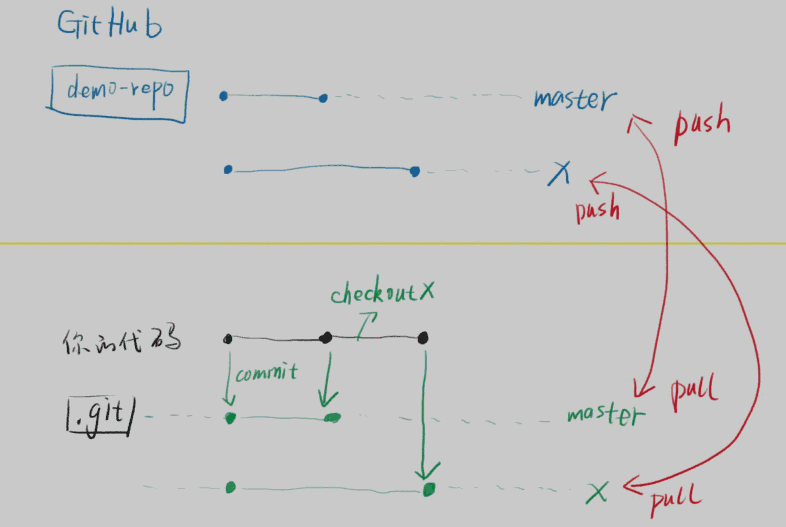 GitHub
demo-repo
master
push
X
push
checkout X
你的代码
commit
.git
master
pull
X
pull